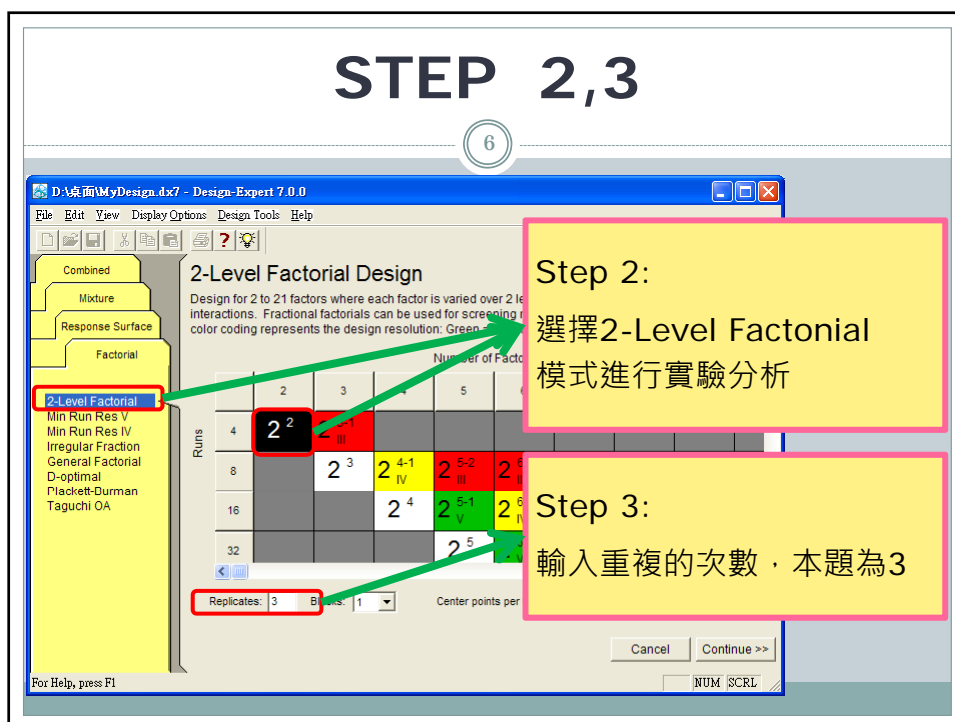 STEP 2,3
6
D:\桌面\MyDesign.dx7 - Design-Expert 7.0.0
File Edit View Display Options Design Tools Help
Combined
Mixture
Response Surface
Factorial
2-Level Factorial
Min Run Res V
Min Run Res IV
Irregular Fraction
General Factorial
D-optimal
Plackett-Burman
Taguchi OA
2-Level Factorial Design
Design for 2 to 21 factors where each factor is varied over 2 le
interactions. Fractional factorials can be used for screening
color coding represents the design resolution: Green
Number of Facto
2 3 4 5
Runs
4 2^2 2^3-1 III
8 2^3 2^4-1 IV 2^5-2 III 2
16 2^4 2^5-1 V 2
32 2^5
Replicates: 3 Blocks: 1 Center points per
Cancel Continue >>
For Help, press F1 NUM SCRL
Step 2:
選擇2-Level Factonial
模式進行實驗分析
Step 3:
輸入重複的次數，本題為3